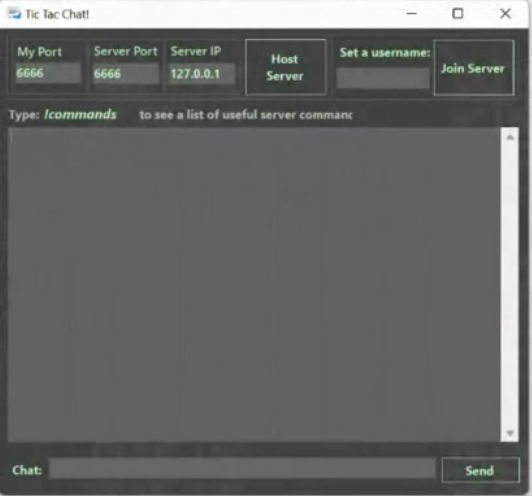 Tic Tac Chat!
My Port Server Port Server IP
6666 6666 127.0.0.1
Host
Server
Set a username:
Join Server
Type: !commands to see a list of useful server commanc
Chat:
Send